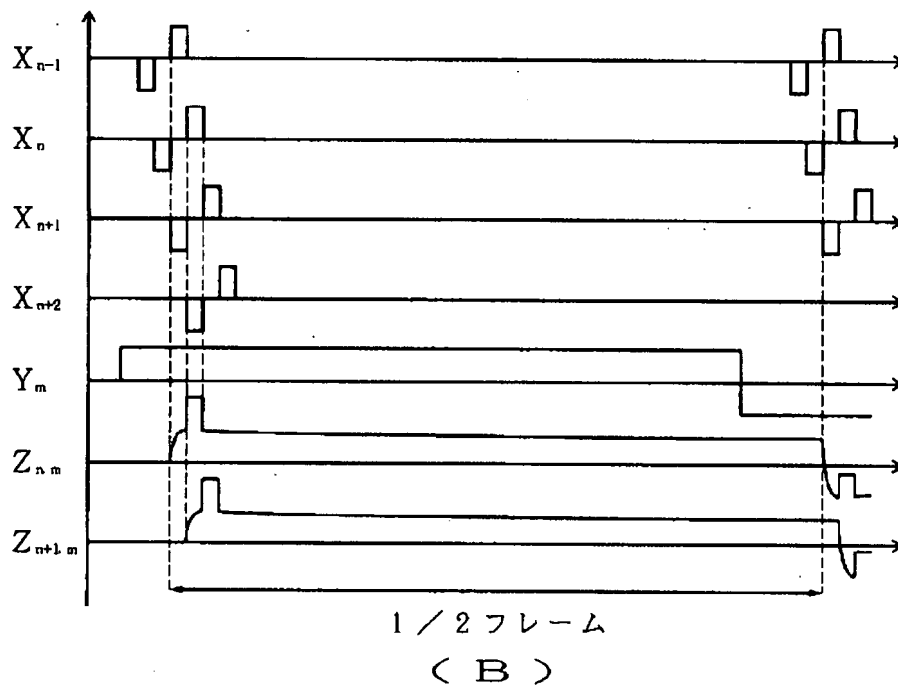 Xn-1
Xn
Xn+1
Xn+2
Ym
Zn m
Zn+1.m
1/2フレーム
(B)